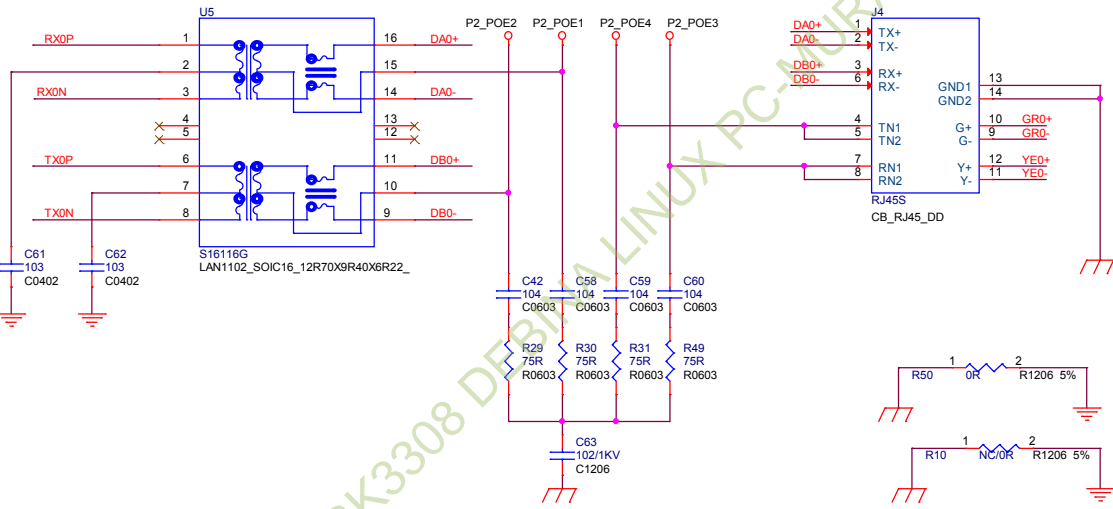 U5
P2_POE2 P2_POE1 P2_POE4 P2_POE3
J4
RX0P 1 16 DA0+
2 15
RX0N 3 14 DA0-
4 13
5 12
TX0P 6 11 DB0+
7 10
TX0N 8 9 DB0-
S16116G
LAN1102_SOIC16_12R70X9R40X6R22_
C61
103
C0402
C62
103
C0402
DA0+ 1 TX+
DA0- 2 TX-
DB0+ 3 RX+
DB0- 6 RX-
4 TN1
5 TN2
7 RN1
8 RN2
GND1 13
GND2 14
G+ 10 GR0+
G- 9 GR0-
Y+ 12 YE0+
Y- 11 YE0-
RJ45S
CB_RJ45_DD
C42 C58 C59 C60
104 104 104 104
C0603 C0603 C0603 C0603
R29 R30 R31 R49
75R 75R 75R 75R
R0603 R0603 R0603 R0603
C63
102/1KV
C1206
1 2
R50 0R R1206 5%
1 2
R10 NC/0R R1206 5%
RK3308 DEBINA LINUX PC-MURA